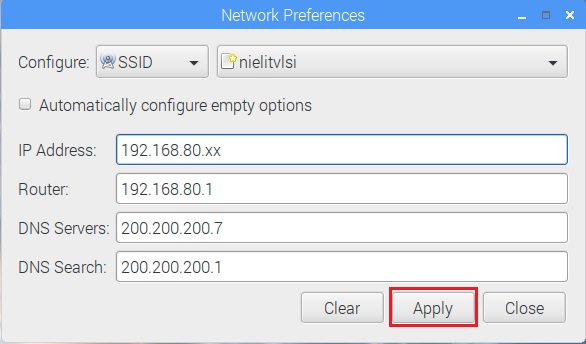 Network Preferences
Configure: SSID nielitvlsi
Automatically configure empty options
IP Address: 192.168.80.xx
Router: 192.168.80.1
DNS Servers: 200.200.200.7
DNS Search: 200.200.200.1
Clear Apply Close